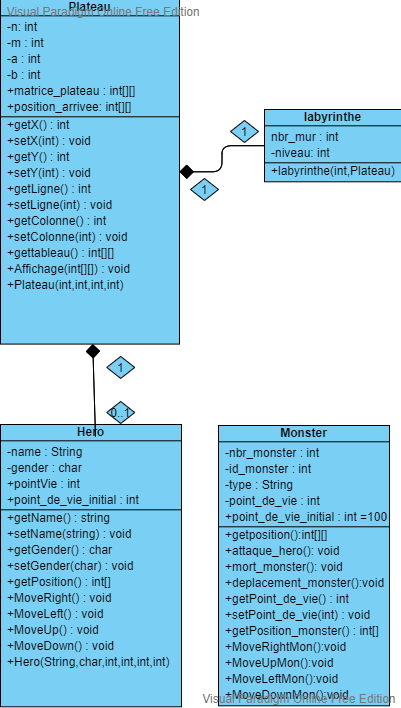 Visual Paradigm Online Free Edition
Plateau
-n: int
-m : int
-a : int
-b : int
+matrice_plateau : int[][]
+position_arrivee: int[][]
+getX() : int
+setX(int) : void
+getY() : int
+setY(int) : void
+getLigne() : int
+setLigne(int) : void
+getColonne() : int
+setColonne(int) : void
+gettableau() : int[][]
+Affichage(int[][]) : void
+Plateau(int,int,int,int)
1
1
labyrinthe
nbr_mur : int
-niveau: int
+labyrinthe(int,Plateau)
1
0..1
Hero
-name : String
-gender : char
+pointVie : int
+point_de_vie_initial : int
+getName() : string
+setName(string) : void
+getGender() : char
+setGender(char) : void
+getPosition() : int[]
+MoveRight() : void
+MoveLeft() : void
+MoveUp() : void
+MoveDown() : void
+Hero(String,char,int,int,int,int)
Monster
-nbr_monster : int
-id_monster : int
-type : String
-point_de_vie : int
+point_de_vie_initial : int =100
+getposition():int[][]
+attaque_hero(): void
+mort_monster(): void
+deplacement_monster():void
+getPoint_de_vie() : int
+setPoint_de_vie(int) : void
+getPosition_monster() : int[]
+MoveRightMon():void
+MoveUpMon():void
+MoveLeftMon():void
+MoveDownMon():void
Visual Paradigm Online Free Edition